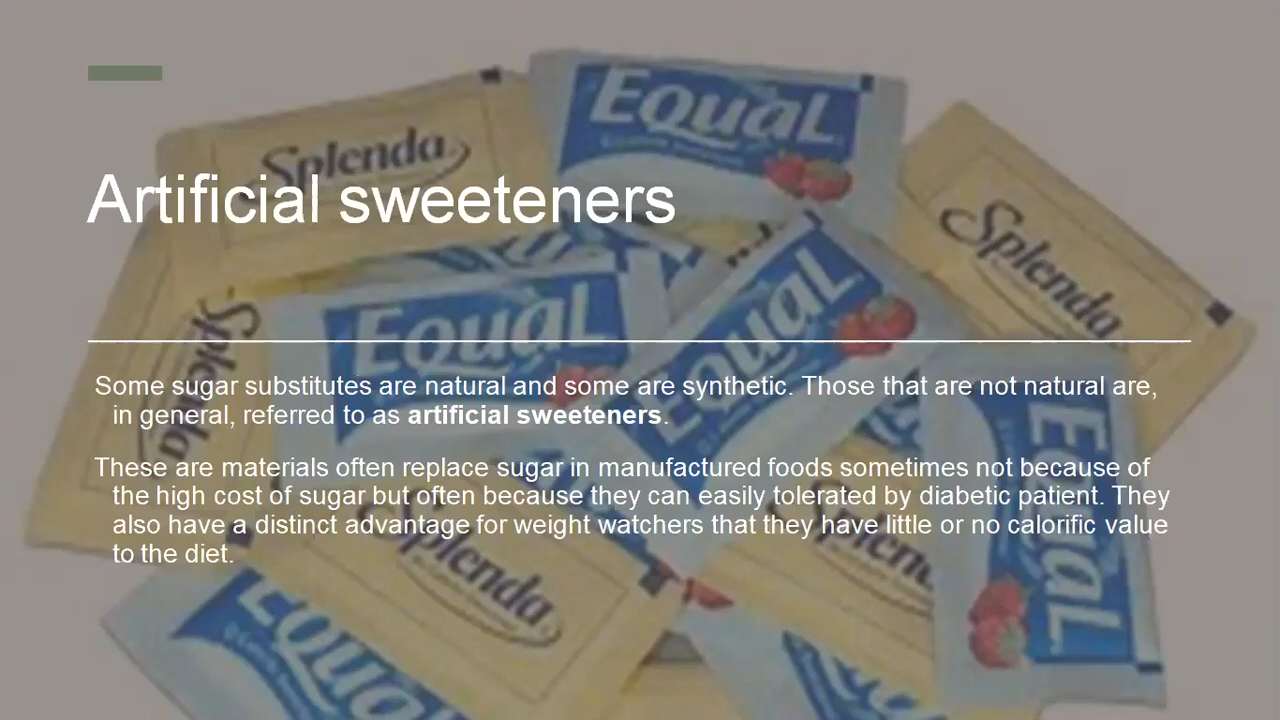 Splenda
EquaL
Artificial sweeteners
Splenda
Splenda
EquaL
EquaL
Some sugar substitutes are natural and some are synthetic. Those that are not natural are,
in general, referred to as artificial sweeteners.
These are materials often replace sugar in manufactured foods sometimes not because of
the high cost of sugar but often because they can easily tolerated by diabetic patient. They
also have a distinct advantage for weight watchers that they have little or no calorific value
to the diet.
EquaL
Splenda